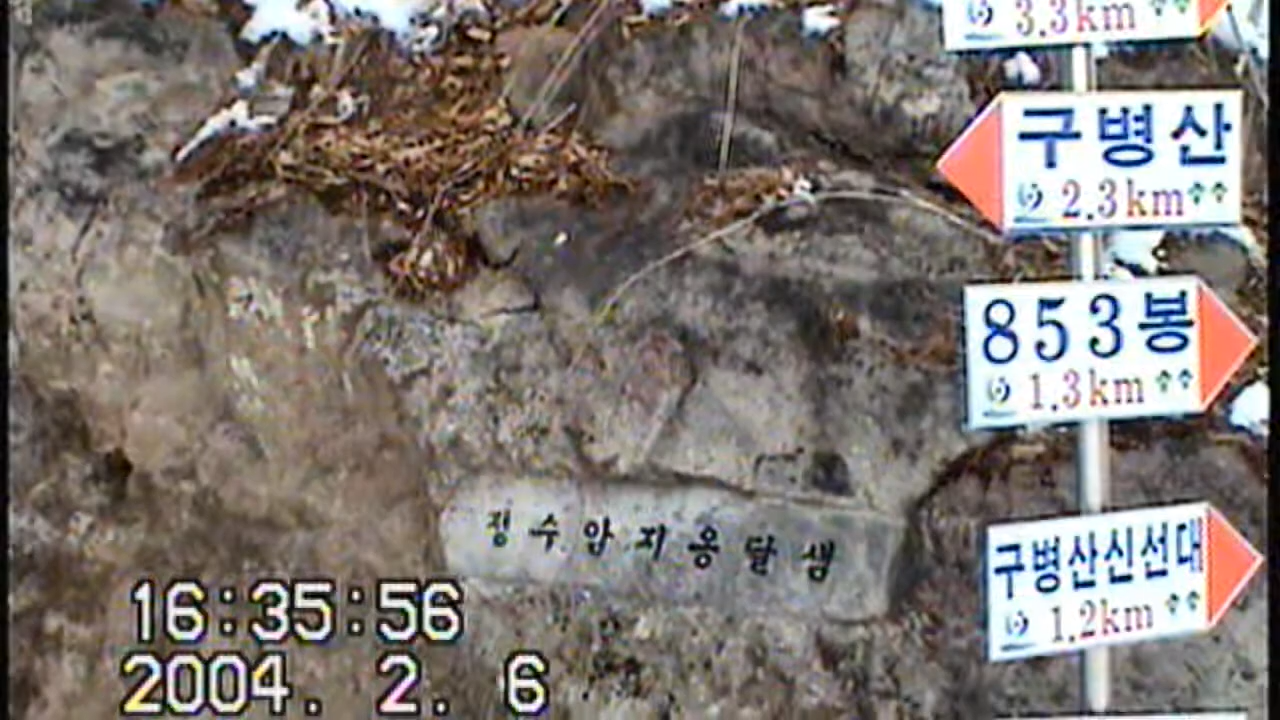 3.3km
구병산
2.3km
853봉
1.3km
구병산신선대
1.2km
정수암지옹달샘
16:35:56
2004. 2. 6